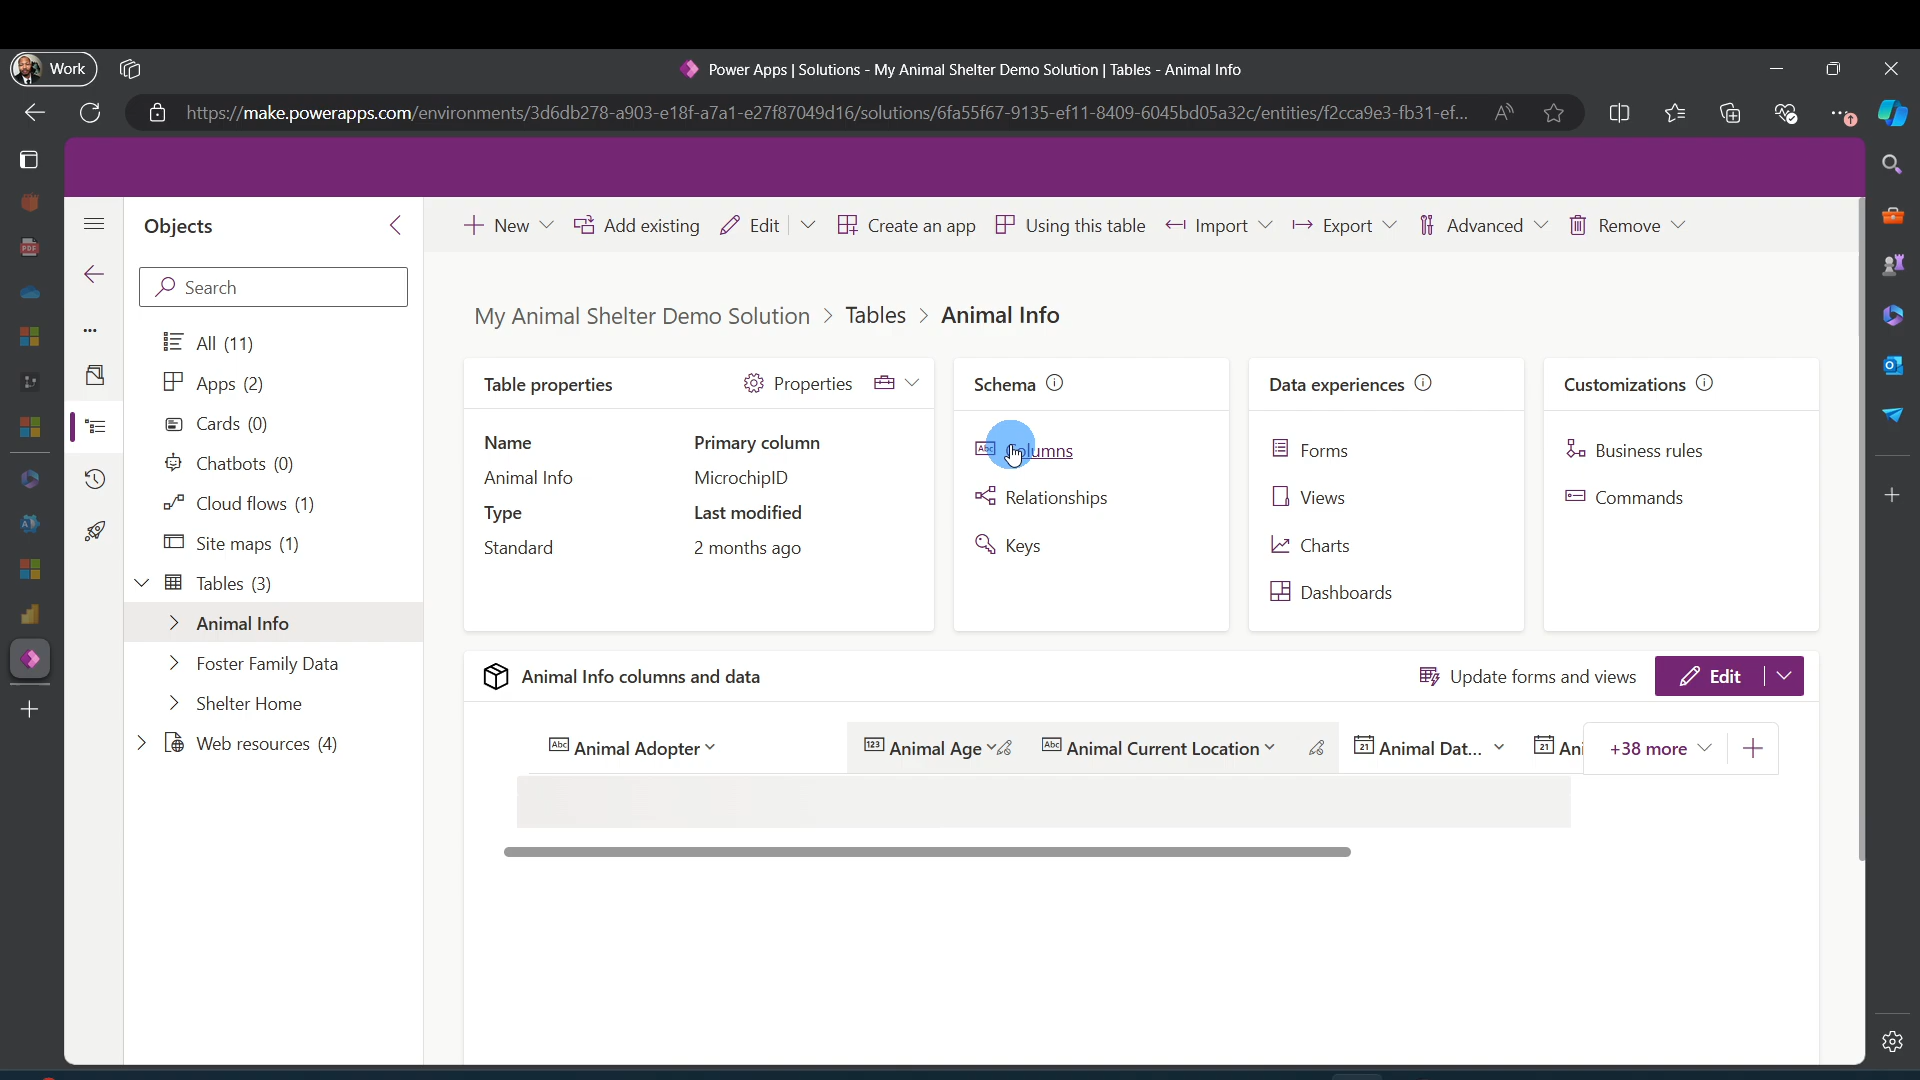 Work
Power Apps | Solutions - My Animal Shelter Demo Solution | Tables - Animal Info
https://make.powerapps.com/environments/3d6db278-a903-e18f-a7a1-e27f87049d16/solutions/6fa55f67-9135-ef11-8409-6045bd05a32c/entities/f2cca9e3-fb31-ef...
Objects
New
Add existing
Edit
Create an app
Using this table
Import
Export
Advanced
Remove
Search
My Animal Shelter Demo Solution > Tables > Animal Info
All (11)
Apps (2)
Cards (0)
Chatbots (0)
Cloud flows (1)
Site maps (1)
Tables (3)
Animal Info
Foster Family Data
Shelter Home
Web resources (4)
Table properties
Properties
Name
Animal Info
Type
Standard
Primary column
MicrochipID
Last modified
2 months ago
Schema
Columns
Relationships
Keys
Data experiences
Forms
Views
Charts
Dashboards
Customizations
Business rules
Commands
Animal Info columns and data
Update forms and views
Edit
Animal Adopter
Animal Age
Animal Current Location
Animal Dat...
Ani
+38 more